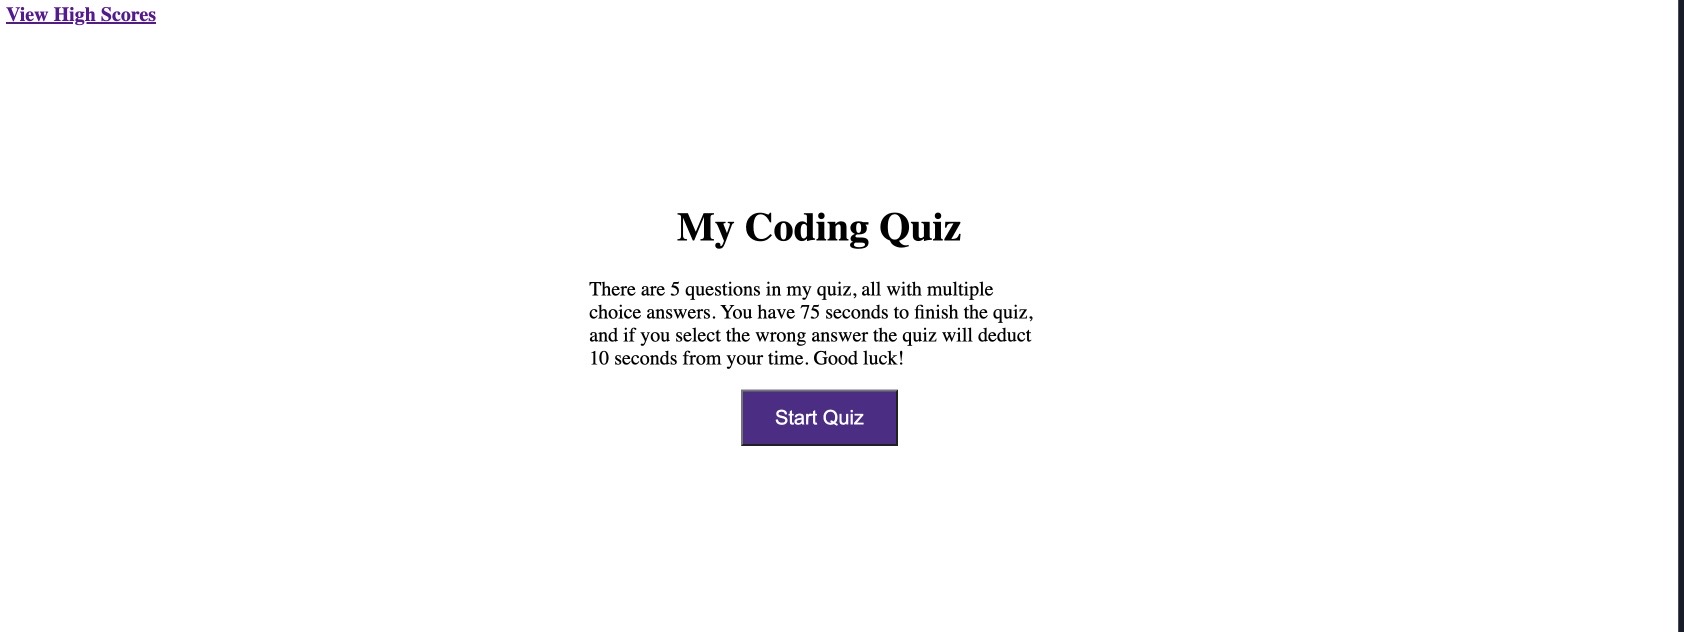 View High Scores
My Coding Quiz
There are 5 questions in my quiz, all with multiple
choice answers. You have 75 seconds to finish the quiz,
and if you select the wrong answer the quiz will deduct
10 seconds from your time. Good luck!
Start Quiz